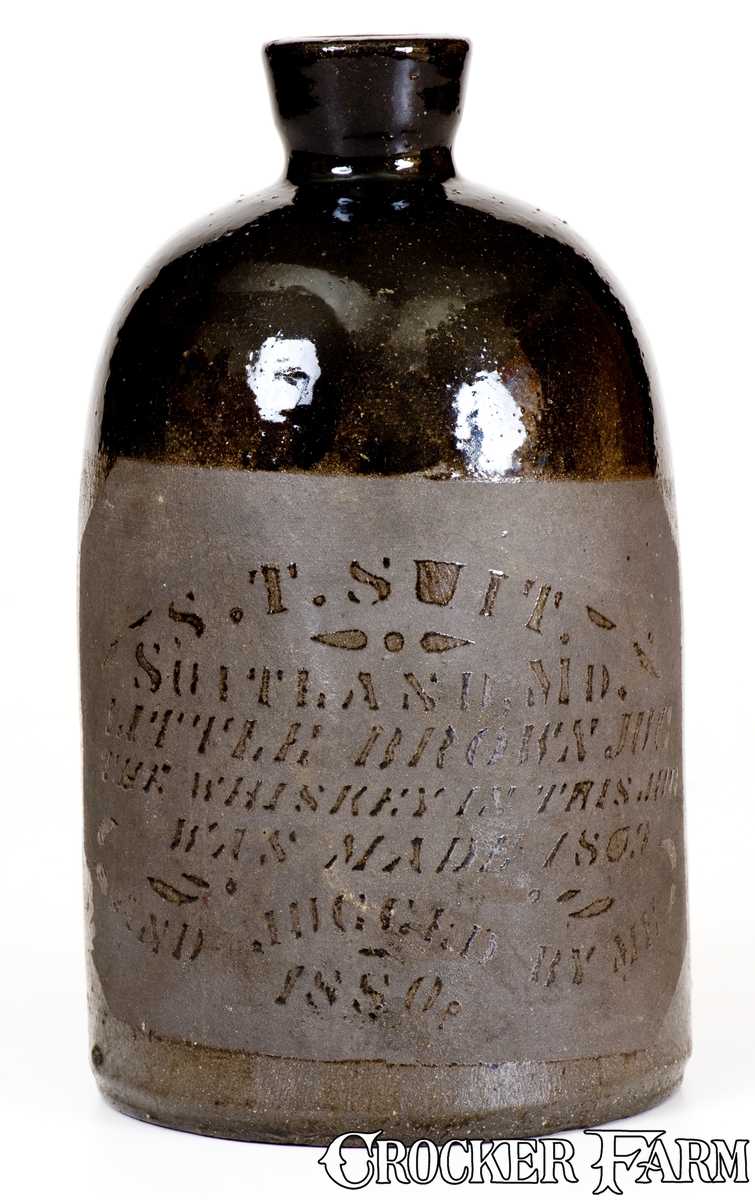 S.T. SUIT.
SUITLAND, MD.
LITTLE BROWN JUG
THE WHISKEY IN THIS JUG
WAS MADE 1869
AND JUGGED BY ME
1880.
CROCKER FARM